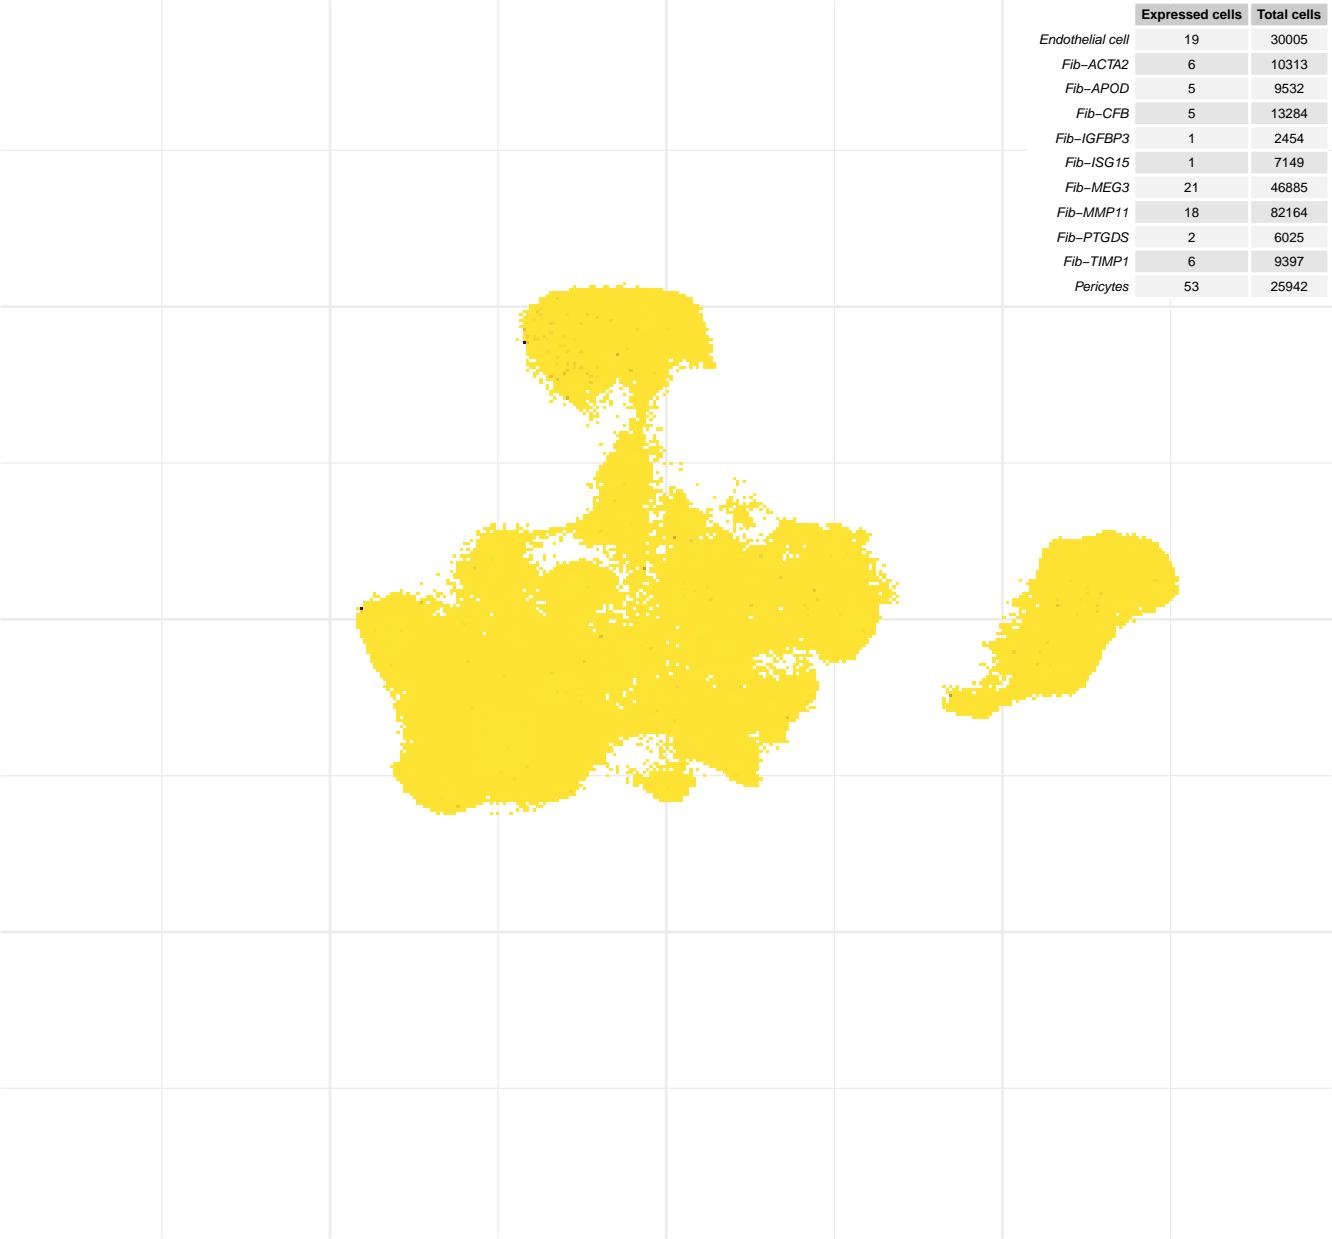 Expressed cells Total cells
Endothelial cell 19 30005
Fib−ACTA2 6 10313
Fib−APOD 5 9532
Fib−CFB 5 13284
Fib−IGFBP3 1 2454
Fib−ISG15 1 7149
Fib−MEG3 21 46885
Fib−MMP11 18 82164
Fib−PTGDS 2 6025
Fib−TIMP1 6 9397
Pericytes 53 25942